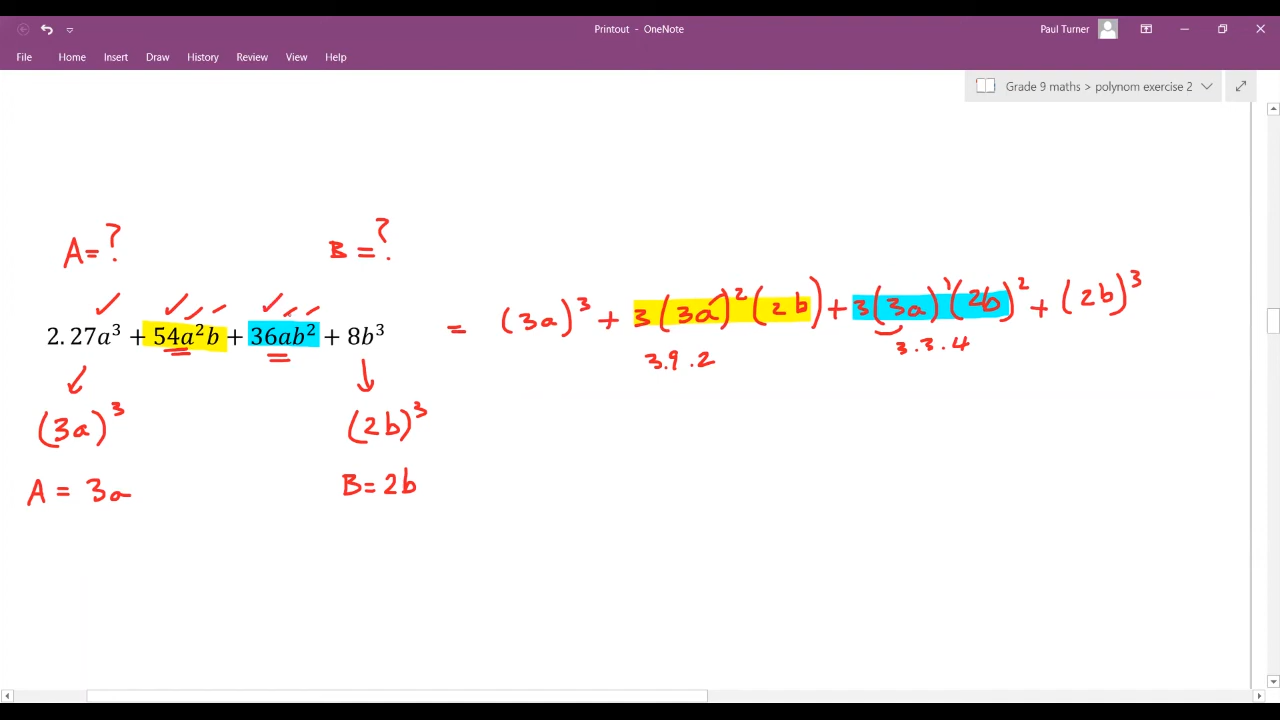 Printout - OneNote
Paul Turner
File Home Insert Draw History Review View Help
Grade 9 maths > polynom exercise 2
A = ? B = ?
2. 27a³ + 54a²b + 36ab² + 8b³ = (3a)³ + 3(3a)²(2b) + 3(3a)¹(2b)² + (2b)³
3.9.2 3.3.4
(3a)³ (2b)³
A = 3a B = 2b